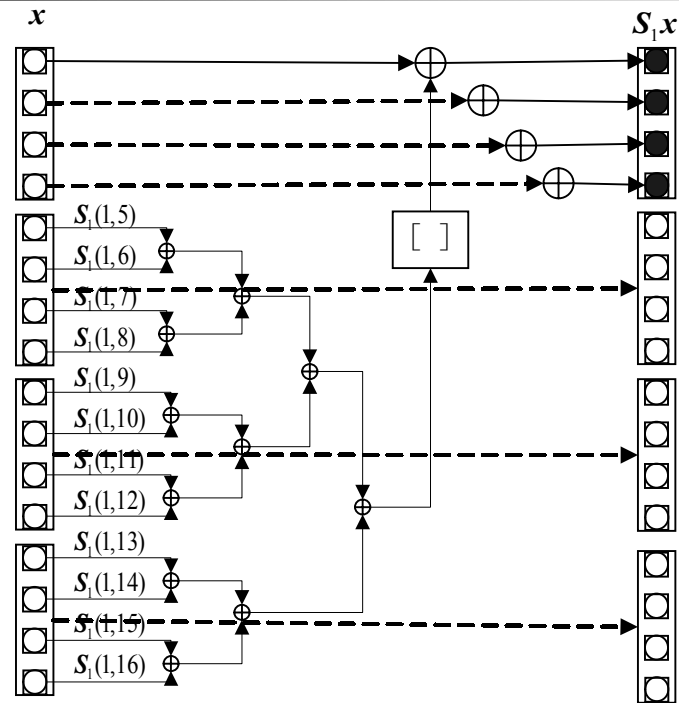 x
S₁x
S₁(1,5)
S₁(1,6)
S₁(1,7)
S₁(1,8)
[ ]
S₁(1,9)
S₁(1,10)
S₁(1,11)
S₁(1,12)
S₁(1,13)
S₁(1,14)
S₁(1,15)
S₁(1,16)